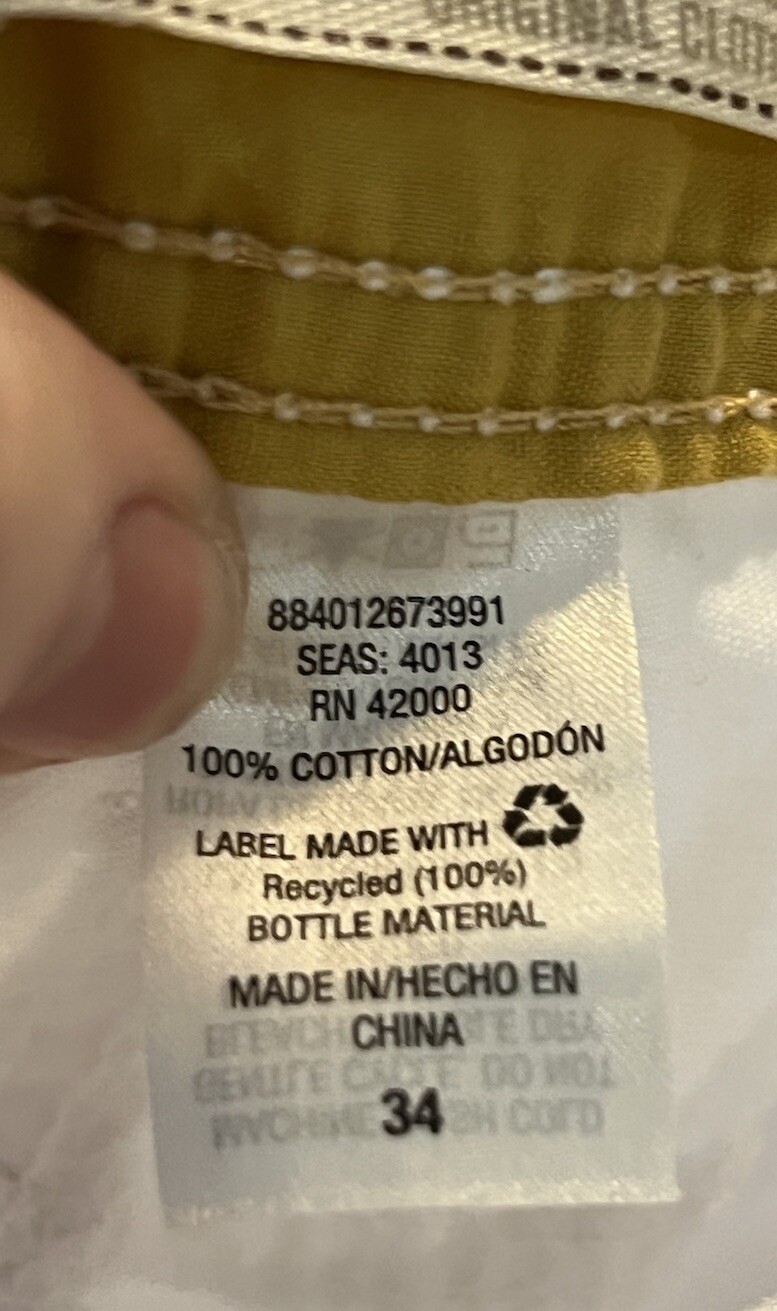 ORIGINAL
884012673991
SEAS: 4013
RN 42000
100% COTTON/ALGODÓN
LABEL MADE WITH
Recycled (100%)
BOTTLE MATERIAL
MADE IN/HECHO EN
CHINA
34